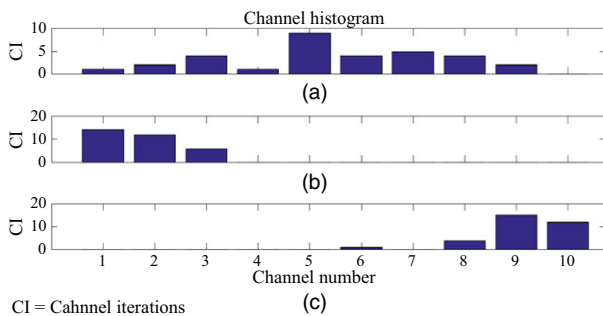 Channel histogram
10
5
0
CI
(a)
20
10
0
CI
(b)
20
10
0
CI
1 2 3 4 5 6 7 8 9 10
Channel number
CI = Cahnnel iterations
(c)